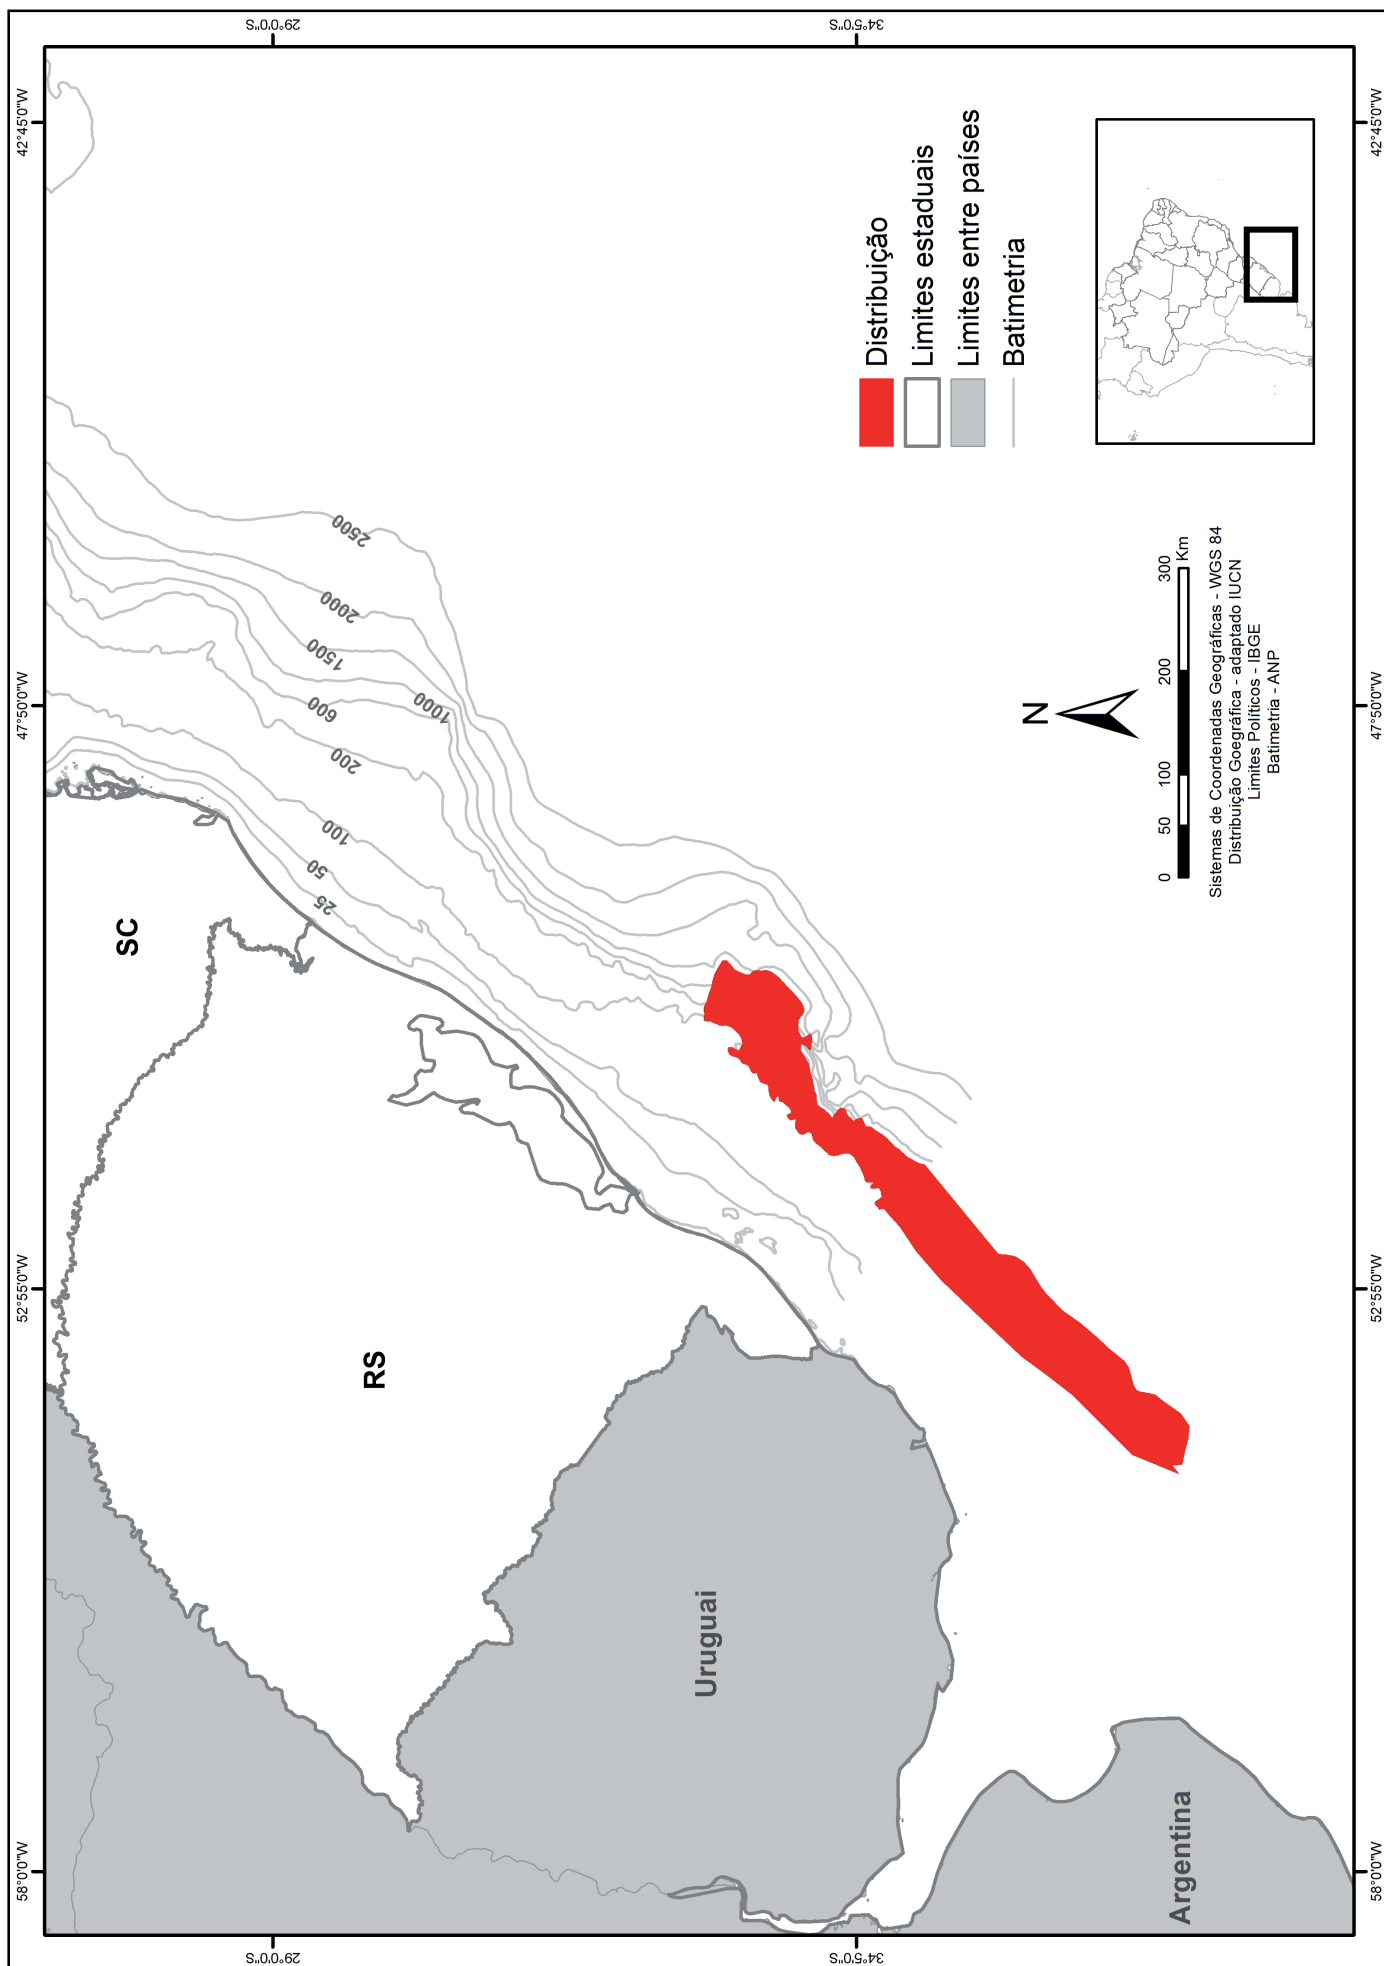 58°0'0"W
52°55'0"W
47°50'0"W
42°45'0"W
29°0'0"S
29°0'0"S
34°5'0"S
34°5'0"S
SC
RS
Uruguai
Argentina
25
50
100
200
600
1000
1500
2000
2500
Distribuição
Limites estaduais
Limites entre países
Batimetria
N
0 50 100 200 300
Km
Sistemas de Coordenadas Geográficas - WGS 84
Distribuição Goegráfica - adaptado IUCN
Limites Políticos - IBGE
Batimetria - ANP
58°0'0"W
52°55'0"W
47°50'0"W
42°45'0"W